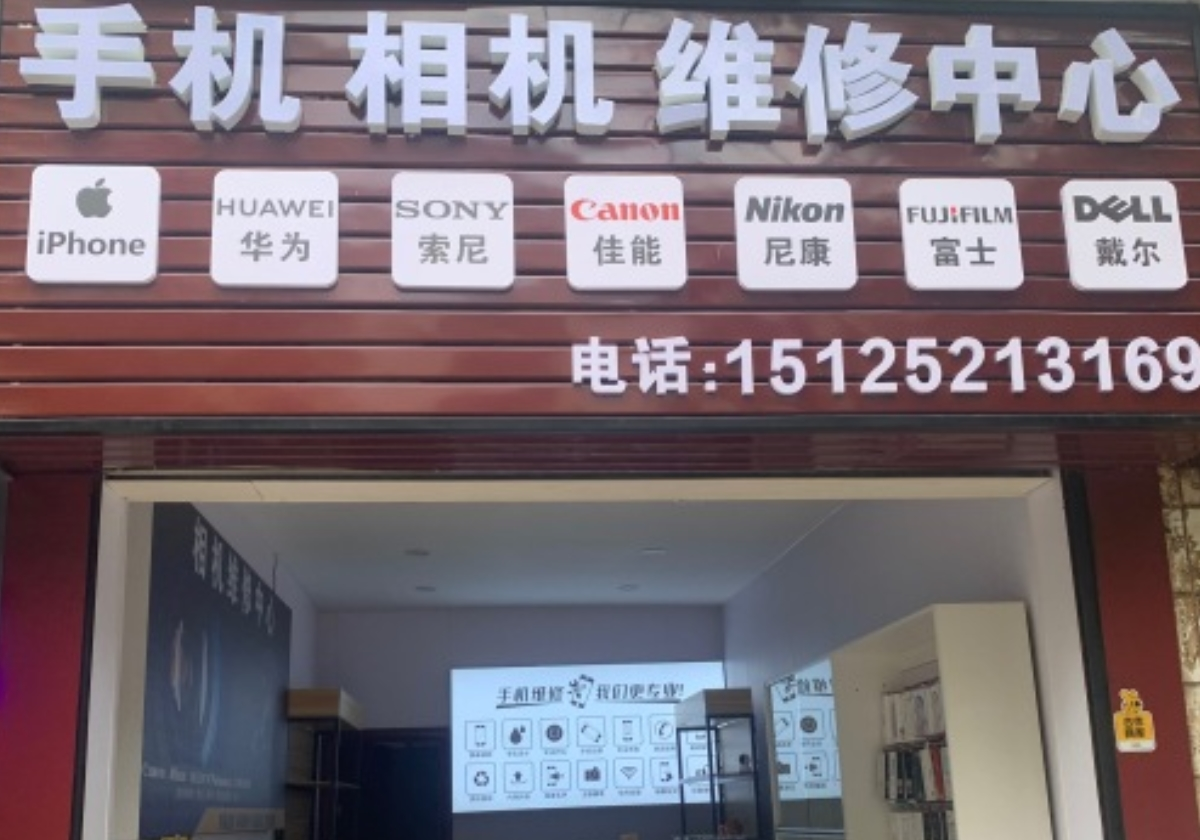 手机 相机 维修中心
iPhone
HUAWEI 华为
SONY 索尼
Canon 佳能
Nikon 尼康
FUJIFILM 富士
DELL 戴尔
电话:15125213169
相机维修中心
手机维修 我们更专业!